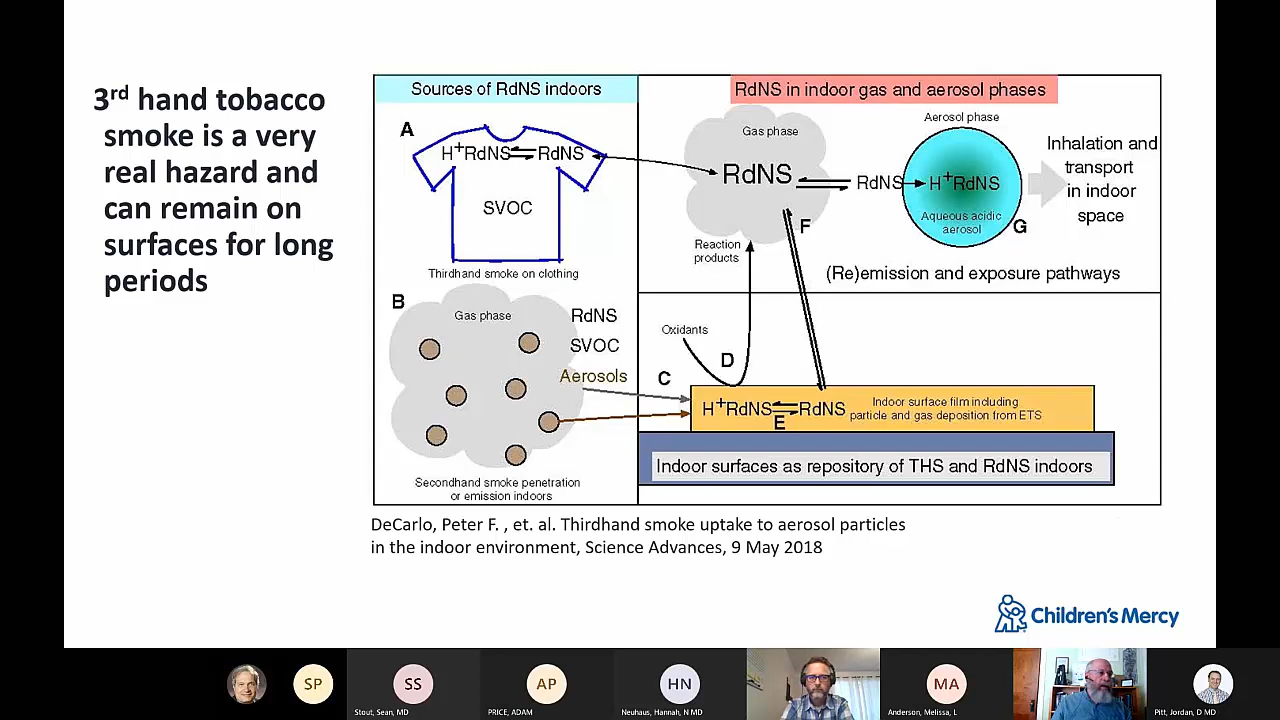 3rd hand tobacco
smoke is a very
real hazard and
can remain on
surfaces for long
periods
Sources of RdNS indoors
A
H+RdNS RdNS
SVOC
Thirdhand smoke on clothing
B
Gas phase
RdNS
SVOC
Aerosols
Secondhand smoke penetration
or emission indoors
RdNS in indoor gas and aerosol phases
Gas phase
RdNS
Aerosol phase
RdNS
H+RdNS
Aqueous acidic
aerosol
G
Inhalation and
transport
in indoor
space
F
Reaction
products
(Re)emission and exposure pathways
Oxidants
D
C
H+RdNS RdNS
E
Indoor surface film including
particle and gas deposition from ETS
Indoor surfaces as repository of THS and RdNS indoors
DeCarlo, Peter F. , et. al. Thirdhand smoke uptake to aerosol particles
in the indoor environment, Science Advances, 9 May 2018
Children's Mercy
SP
SS
Stout, Sean, MD
AP
PRICE, ADAM
HN
Neuhaus, Hannah, N MD
MA
Anderson, Melissa, L
Pitt, Jordan, D MD